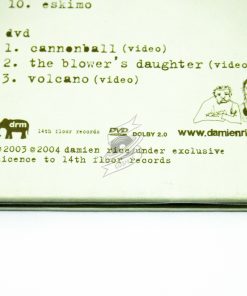 10. eskimo
dvd
1. cannonball (video)
2. the blower's daughter (video
3. volcano (video)
drm
14th floor records
DVD
DOLBY 2.0
www.damienri
©2003 ©2004 damien rice under exclusive
licence to 14th floor records